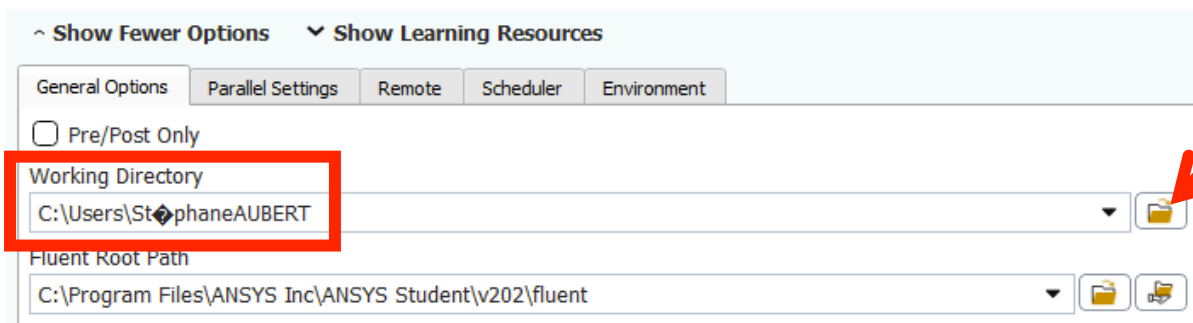 Show Fewer Options Show Learning Resources
General Options Parallel Settings Remote Scheduler Environment
Pre/Post Only
Working Directory
C:\Users\St�phaneAUBERT
Fluent Root Path
C:\Program Files\ANSYS Inc\ANSYS Student\v202\fluent